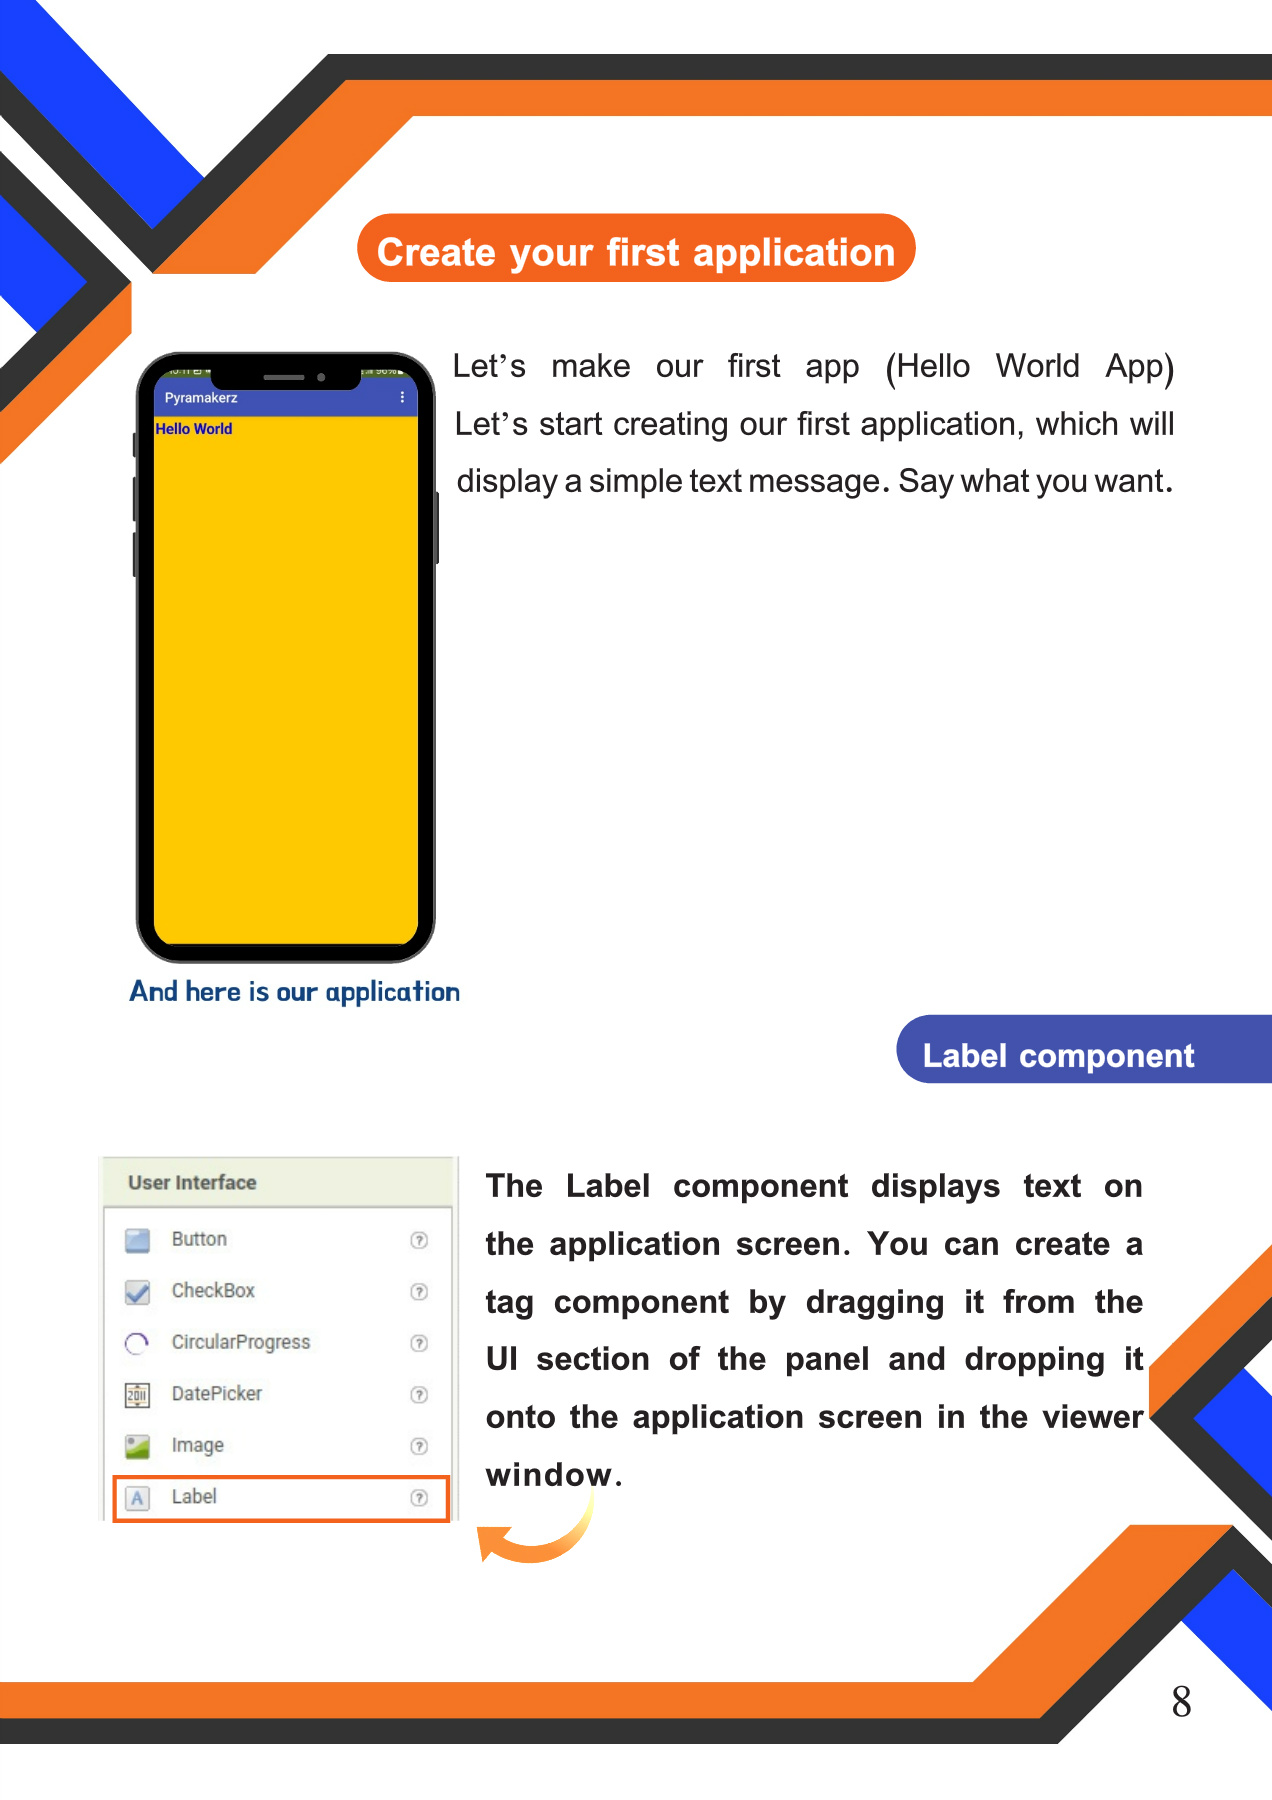 Create your first application
Let's make our first app (Hello World App)
Let's start creating our first application, which will
display a simple text message. Say what you want.
Pyramakerz
Hello World
And here is our application
Label component
User Interface
Button
CheckBox
CircularProgress
DatePicker
Image
Label
The Label component displays text on
the application screen. You can create a
tag component by dragging it from the
UI section of the panel and dropping it
onto the application screen in the viewer
window.
8